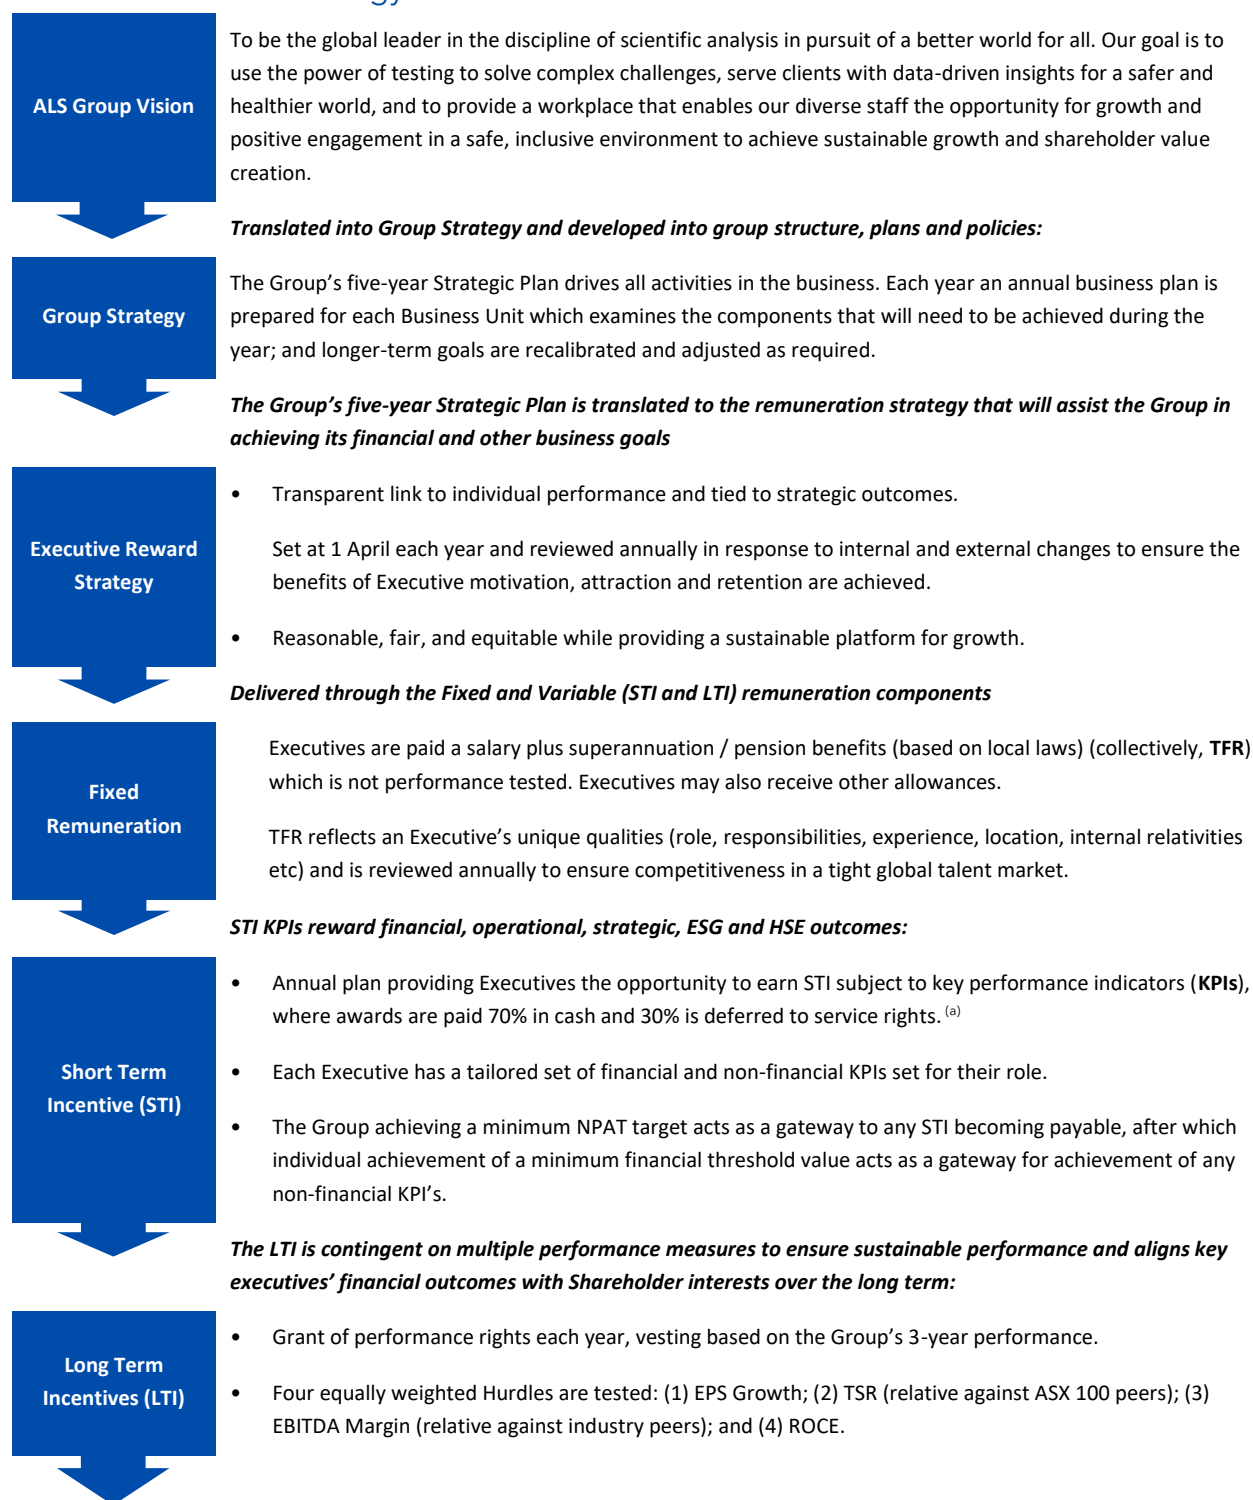 ALS Group Vision
To be the global leader in the discipline of scientific analysis in pursuit of a better world for all. Our goal is to
use the power of testing to solve complex challenges, serve clients with data-driven insights for a safer and
healthier world, and to provide a workplace that enables our diverse staff the opportunity for growth and
positive engagement in a safe, inclusive environment to achieve sustainable growth and shareholder value
creation.
Translated into Group Strategy and developed into group structure, plans and policies:
Group Strategy
The Group’s five-year Strategic Plan drives all activities in the business. Each year an annual business plan is
prepared for each Business Unit which examines the components that will need to be achieved during the
year; and longer-term goals are recalibrated and adjusted as required.
The Group’s five-year Strategic Plan is translated to the remuneration strategy that will assist the Group in
achieving its financial and other business goals
Executive Reward
Strategy
• Transparent link to individual performance and tied to strategic outcomes.
Set at 1 April each year and reviewed annually in response to internal and external changes to ensure the
benefits of Executive motivation, attraction and retention are achieved.
• Reasonable, fair, and equitable while providing a sustainable platform for growth.
Delivered through the Fixed and Variable (STI and LTI) remuneration components
Fixed
Remuneration
Executives are paid a salary plus superannuation / pension benefits (based on local laws) (collectively, TFR)
which is not performance tested. Executives may also receive other allowances.
TFR reflects an Executive’s unique qualities (role, responsibilities, experience, location, internal relativities
etc) and is reviewed annually to ensure competitiveness in a tight global talent market.
STI KPIs reward financial, operational, strategic, ESG and HSE outcomes:
Short Term
Incentive (STI)
• Annual plan providing Executives the opportunity to earn STI subject to key performance indicators (KPIs),
where awards are paid 70% in cash and 30% is deferred to service rights. (a)
• Each Executive has a tailored set of financial and non-financial KPIs set for their role.
• The Group achieving a minimum NPAT target acts as a gateway to any STI becoming payable, after which
individual achievement of a minimum financial threshold value acts as a gateway for achievement of any
non-financial KPI’s.
The LTI is contingent on multiple performance measures to ensure sustainable performance and aligns key
executives’ financial outcomes with Shareholder interests over the long term:
Long Term
Incentives (LTI)
• Grant of performance rights each year, vesting based on the Group’s 3-year performance.
• Four equally weighted Hurdles are tested: (1) EPS Growth; (2) TSR (relative against ASX 100 peers); (3)
EBITDA Margin (relative against industry peers); and (4) ROCE.